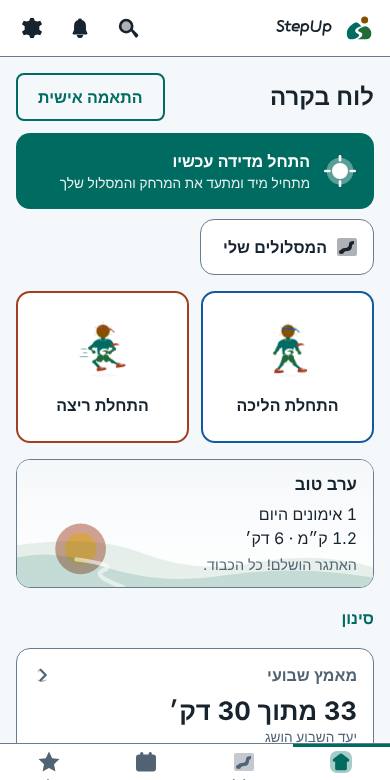 StepUp
לוח בקרה
התאמה אישית
התחל מדידה עכשיו
מתחיל מיד ומתעד את המרחק והמסלול שלך
המסלולים שלי
התחלת הליכה
התחלת ריצה
ערב טוב
1 אימונים היום
1.2 ק״מ · 6 דק׳
האתגר הושלם! כל הכבוד.
סינון
מאמץ שבועי
33 מתוך 30 דק׳
יעד השבוע הושג